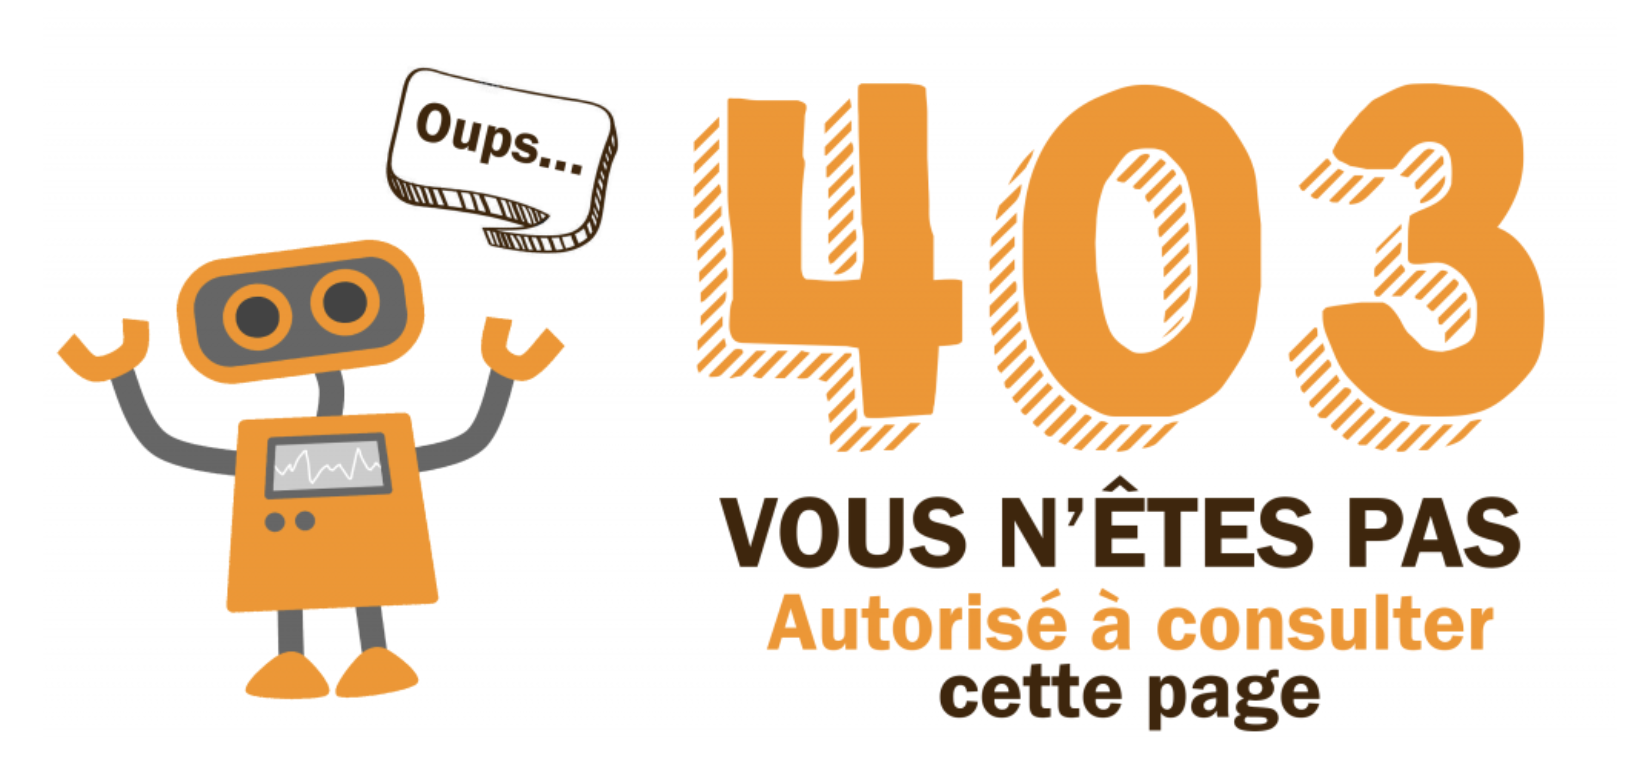 Oups...
403
VOUS N’ÊTES PAS
Autorisé à consulter
cette page